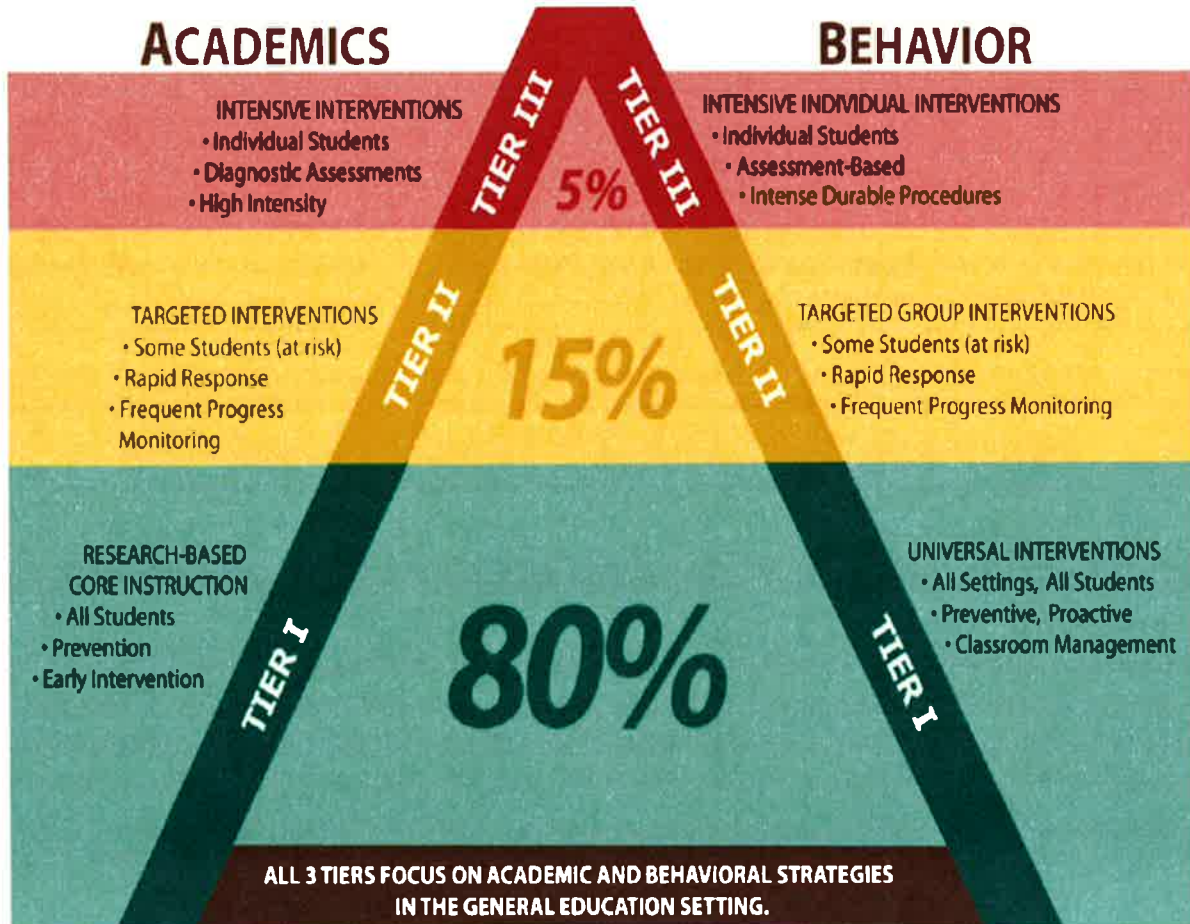 ACADEMICS
BEHAVIOR
INTENSIVE INTERVENTIONS
• Individual Students
• Diagnostic Assessments
• High Intensity
TIER III
5%
TIER III
INTENSIVE INDIVIDUAL INTERVENTIONS
• Individual Students
• Assessment-Based
• Intense Durable Procedures
TARGETED INTERVENTIONS
• Some Students (at risk)
• Rapid Response
• Frequent Progress
Monitoring
TIER II
15%
TIER II
TARGETED GROUP INTERVENTIONS
• Some Students (at risk)
• Rapid Response
• Frequent Progress Monitoring
RESEARCH-BASED
CORE INSTRUCTION
• All Students
• Prevention
• Early Intervention
TIER I
80%
TIER I
UNIVERSAL INTERVENTIONS
• All Settings, All Students
• Preventive, Proactive
• Classroom Management
ALL 3 TIERS FOCUS ON ACADEMIC AND BEHAVIORAL STRATEGIES
IN THE GENERAL EDUCATION SETTING.